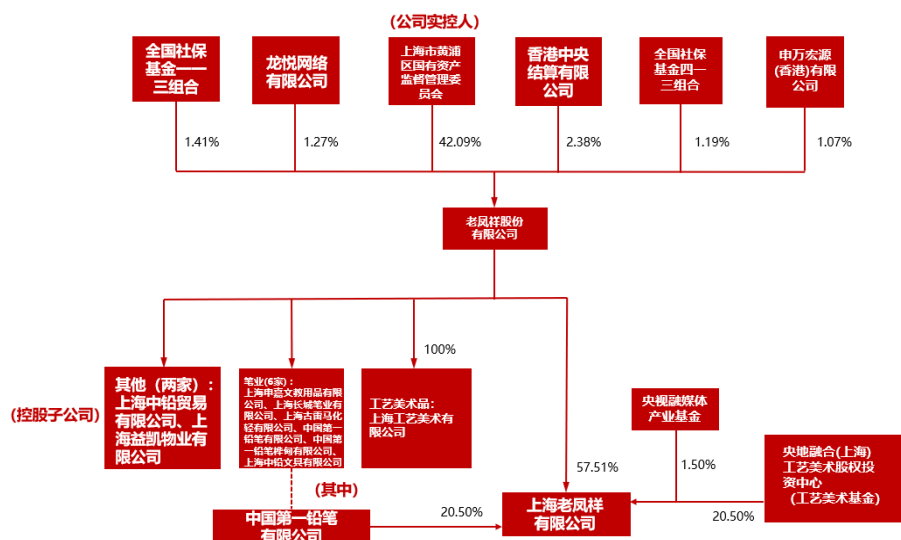 (公司实控人)
全国社保
基金一一
三组合
龙悦网络
有限公司
上海市黄浦
区国有资产
监督管理委
员会
香港中央
结算有限
公司
全国社保
基金四一
三组合
申万宏源
(香港)有限
公司
1.41%
1.27%
42.09%
2.38%
1.19%
1.07%
老凤祥股份
有限公司
100%
(控股子公司)
其他（两家）:
上海中铅贸易
有限公司、上
海益凯物业有
限公司
笔业(6家)：
上海申嘉文教用品有限
公司、上海长城笔业有
限公司、上海古雷马化
轻有限公司、中国第一
铅笔有限公司、中国第
一铅笔桦甸有限公司、
上海中铅文具有限公司
工艺美术品：
上海工艺美术有
限公司
央视融媒体
产业基金
57.51%
1.50%
央地融合(上海)
工艺美术股权投
资中心
（工艺美术基金）
(其中)
中国第一铅笔
有限公司
20.50%
上海老凤祥
有限公司
20.50%